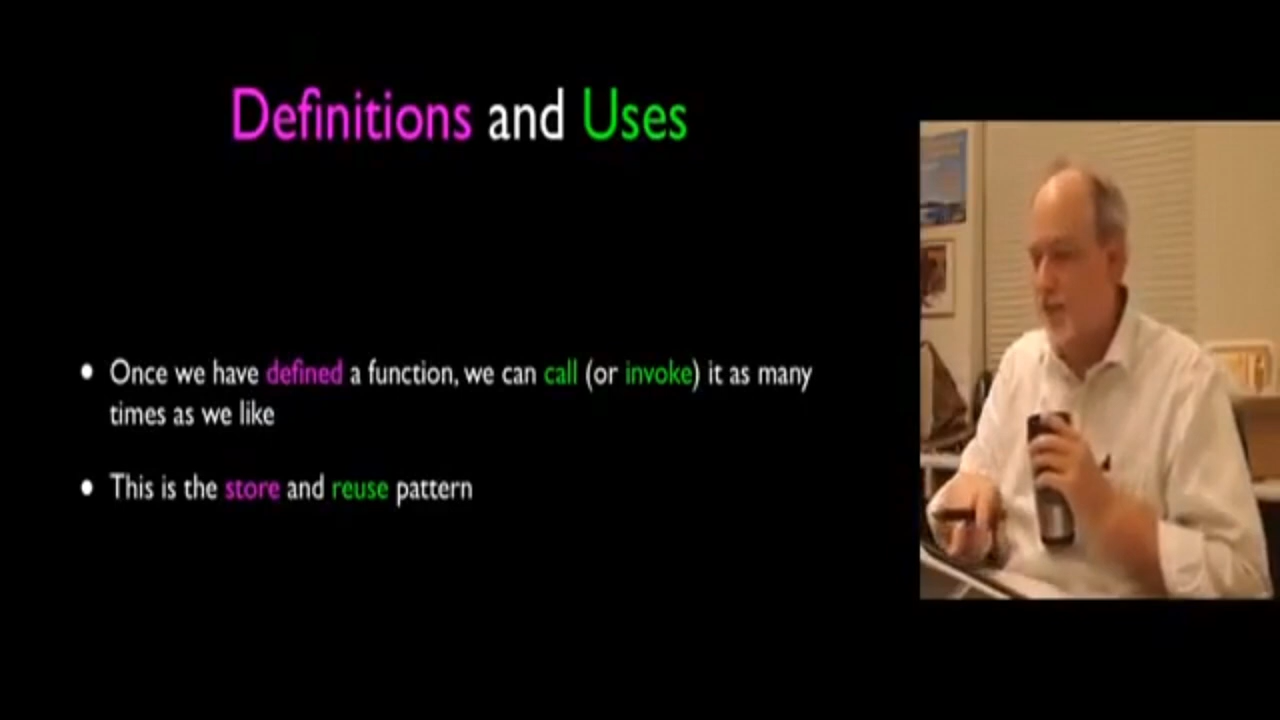 Definitions and Uses
• Once we have defined a function, we can call (or invoke) it as many
times as we like
• This is the store and reuse pattern